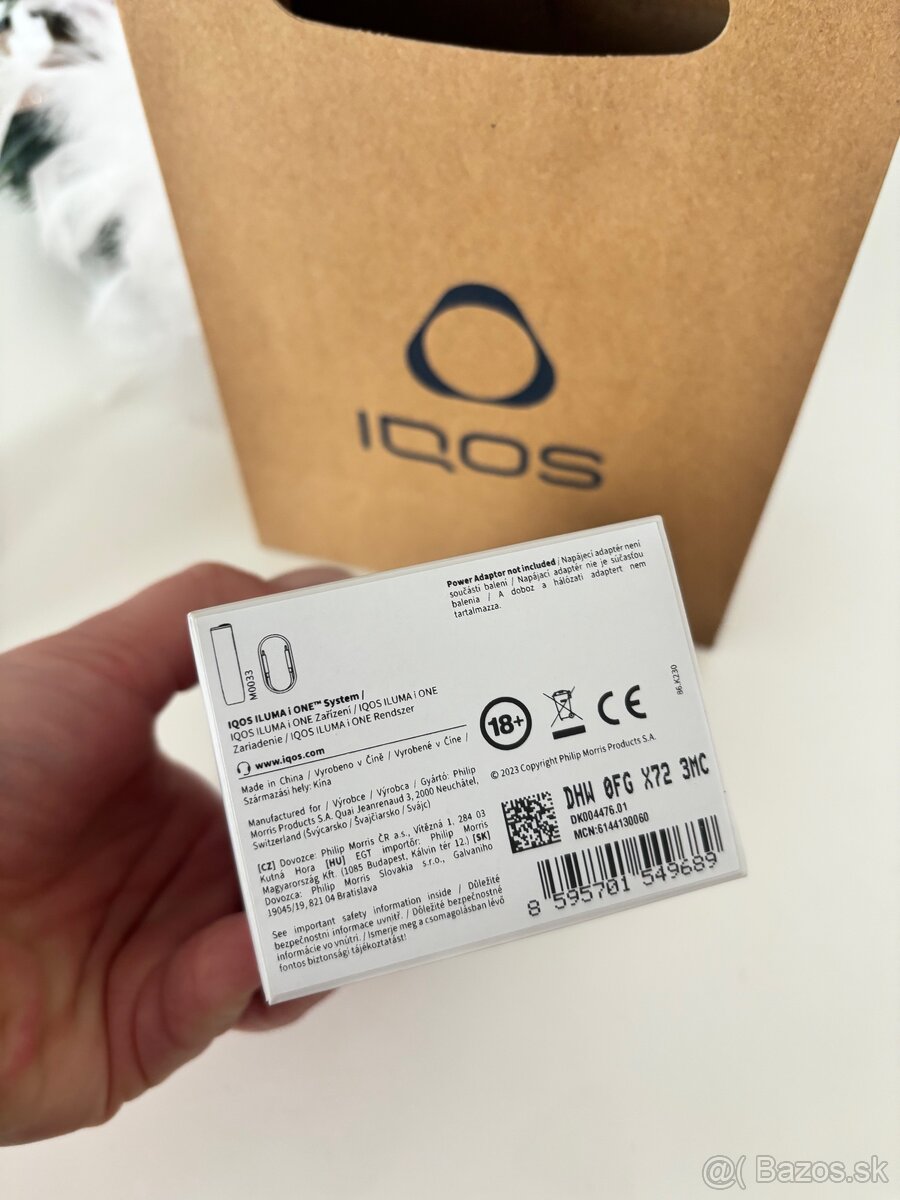 IQOS
Power Adaptor not included / Napájecí adaptér není
součástí balení / Napájací adaptér nie je súčasťou
balenia / A doboz a hálózati adaptert nem
tartalmazza.
M0033
IQOS ILUMA i ONE™ System /
IQOS ILUMA i ONE Zařízení / IQOS ILUMA i ONE
Zariadenie / IQOS ILUMA i ONE Rendszer
www.iqos.com
Made in China / Vyrobeno v Číně / Vyrobené v Číne /
Származási hely: Kína
Manufactured for / Výrobce / Výrobca / Gyártó: Philip
Morris Products S.A. Quai Jeanrenaud 3, 2000 Neuchâtel,
Switzerland (Švýcarsko / Švajčiarsko / Svájc)
[CZ] Dovozce: Philip Morris ČR a.s., Vítězná 1, 284 03
Kutná Hora [HU] EGT importőr: Philip Morris
Magyarország Kft. (1085 Budapest, Kálvin tér 12.) [SK]
Dovozca: Philip Morris Slovakia s.r.o., Galvaniho
19045/19, 821 04 Bratislava
See important safety information inside / Důležité
bezpečnostní informace uvnitř. / Dôležité bezpečnostné
informácie vo vnútri. / Ismerje meg a csomagolásban lévő
fontos biztonsági tájékoztatást!
18+
CE
86.K230
© 2023 Copyright Philip Morris Products S.A.
DHW 0FG X72 3MC
DK004476.01
MCN:6144130060
8 595701 549689
@( Bazos.sk